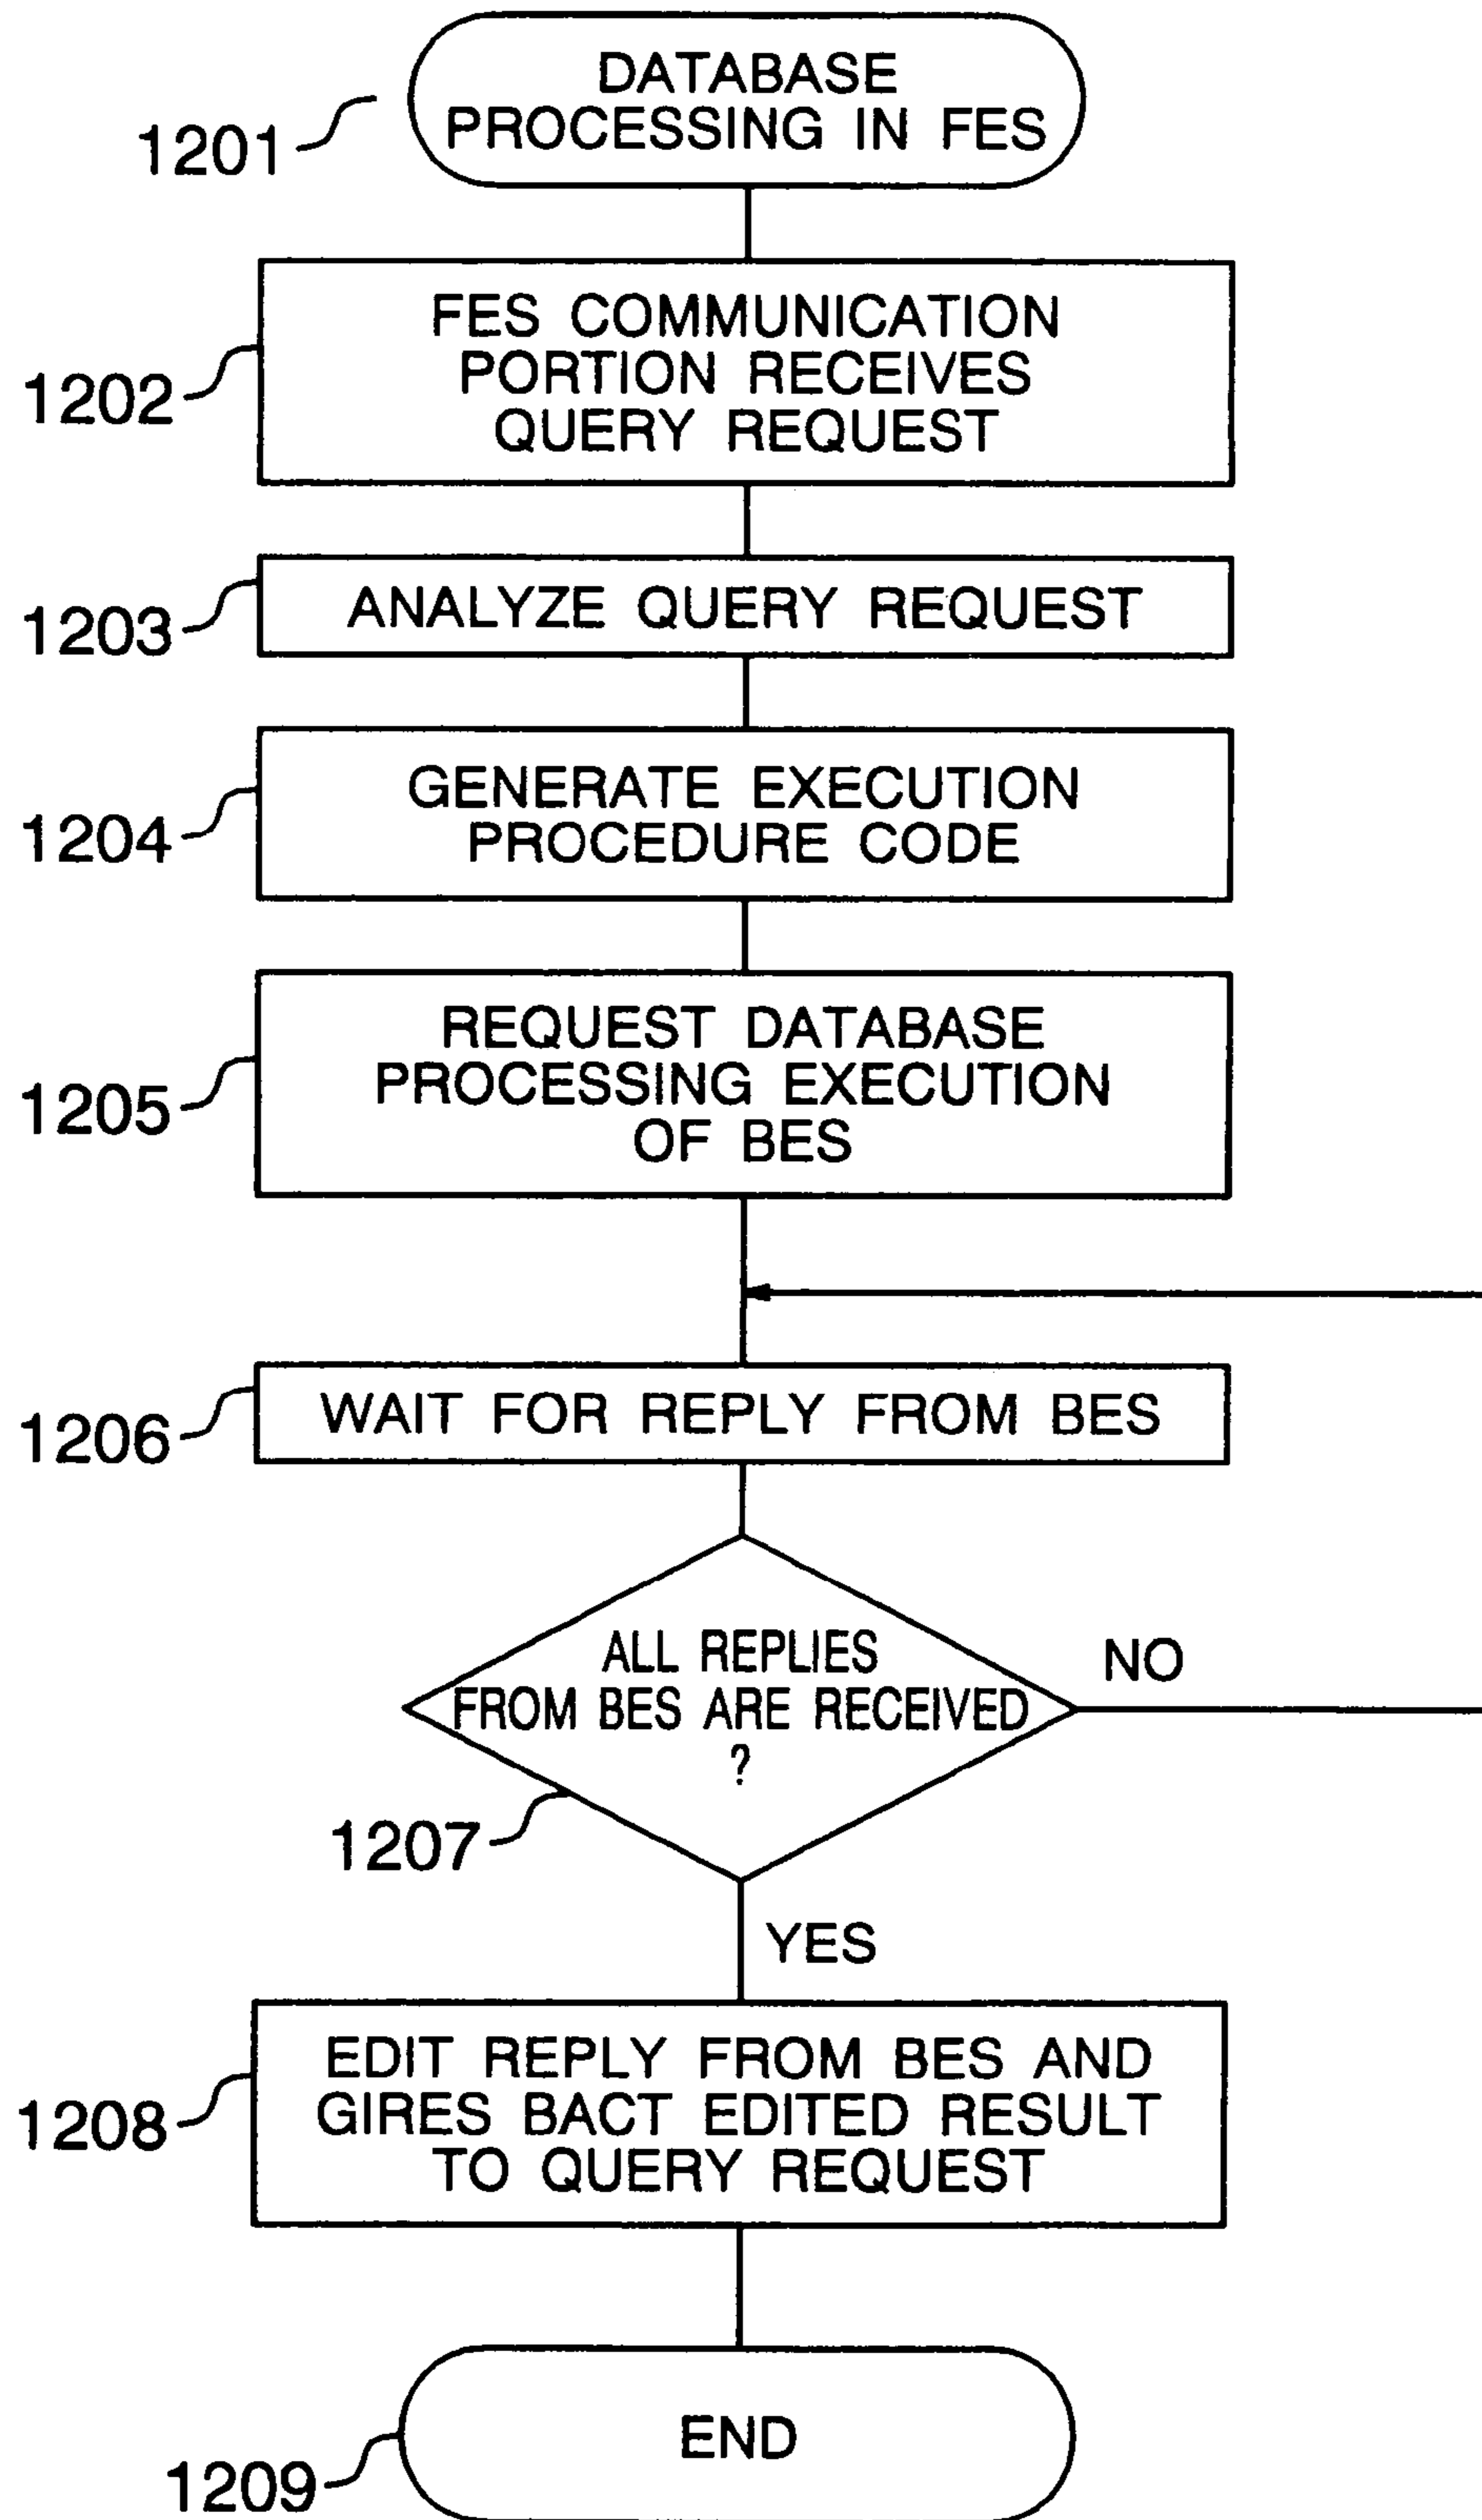 DATABASE
PROCESSING IN FES
1201
FES COMMUNICATION
PORTION RECEIVES
QUERY REQUEST
1202
ANALYZE QUERY REQUEST
1203
GENERATE EXECUTION
PROCEDURE CODE
1204
REQUEST DATABASE
PROCESSING EXECUTION
OF BES
1205
WAIT FOR REPLY FROM BES
1206
ALL REPLIES
FROM BES ARE RECEIVED
?
NO
1207
YES
EDIT REPLY FROM BES AND
GIRES BACT EDITED RESULT
TO QUERY REQUEST
1208
END
1209